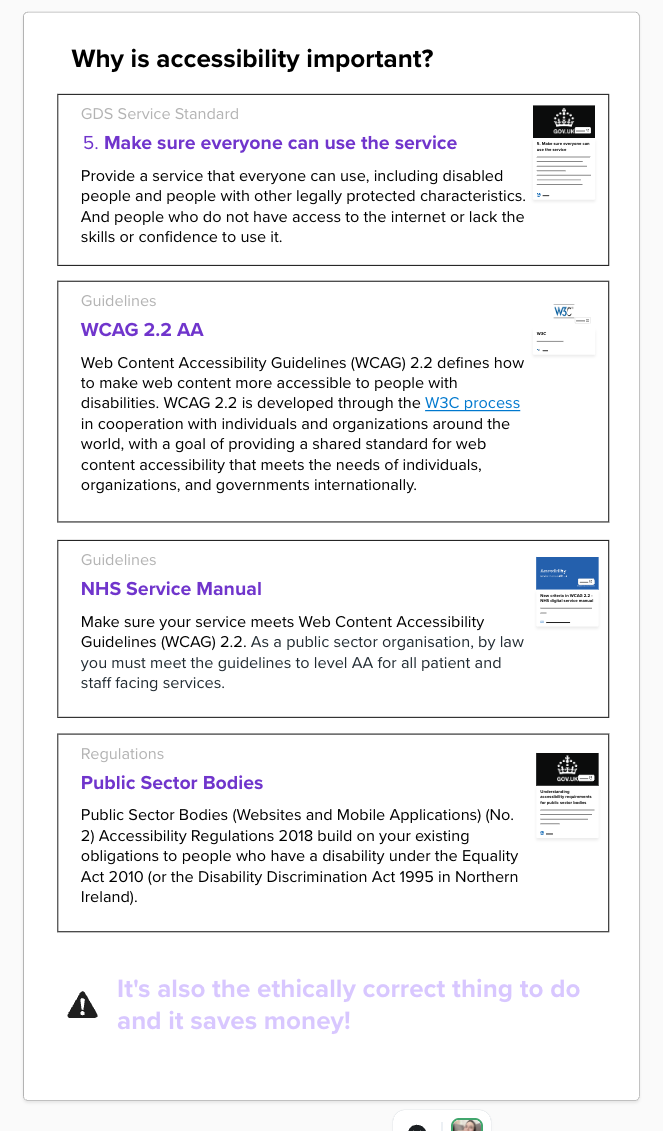 Why is accessibility important?
GDS Service Standard
5. Make sure everyone can use the service
Provide a service that everyone can use, including disabled
people and people with other legally protected characteristics.
And people who do not have access to the internet or lack the
skills or confidence to use it.
GOV.UK
5. Make sure everyone can
use the service
Guidelines
WCAG 2.2 AA
Web Content Accessibility Guidelines (WCAG) 2.2 defines how
to make web content more accessible to people with
disabilities. WCAG 2.2 is developed through the W3C process
in cooperation with individuals and organizations around the
world, with a goal of providing a shared standard for web
content accessibility that meets the needs of individuals,
organizations, and governments internationally.
W3C
W3C
Guidelines
NHS Service Manual
Make sure your service meets Web Content Accessibility
Guidelines (WCAG) 2.2. As a public sector organisation, by law
you must meet the guidelines to level AA for all patient and
staff facing services.
Accessibility
New criteria in WCAG 2.2 -
NHS digital service manual
Regulations
Public Sector Bodies
Public Sector Bodies (Websites and Mobile Applications) (No.
2) Accessibility Regulations 2018 build on your existing
obligations to people who have a disability under the Equality
Act 2010 (or the Disability Discrimination Act 1995 in Northern
Ireland).
GOV.UK
Understanding
accessibility requirements
for public sector bodies
It's also the ethically correct thing to do
and it saves money!